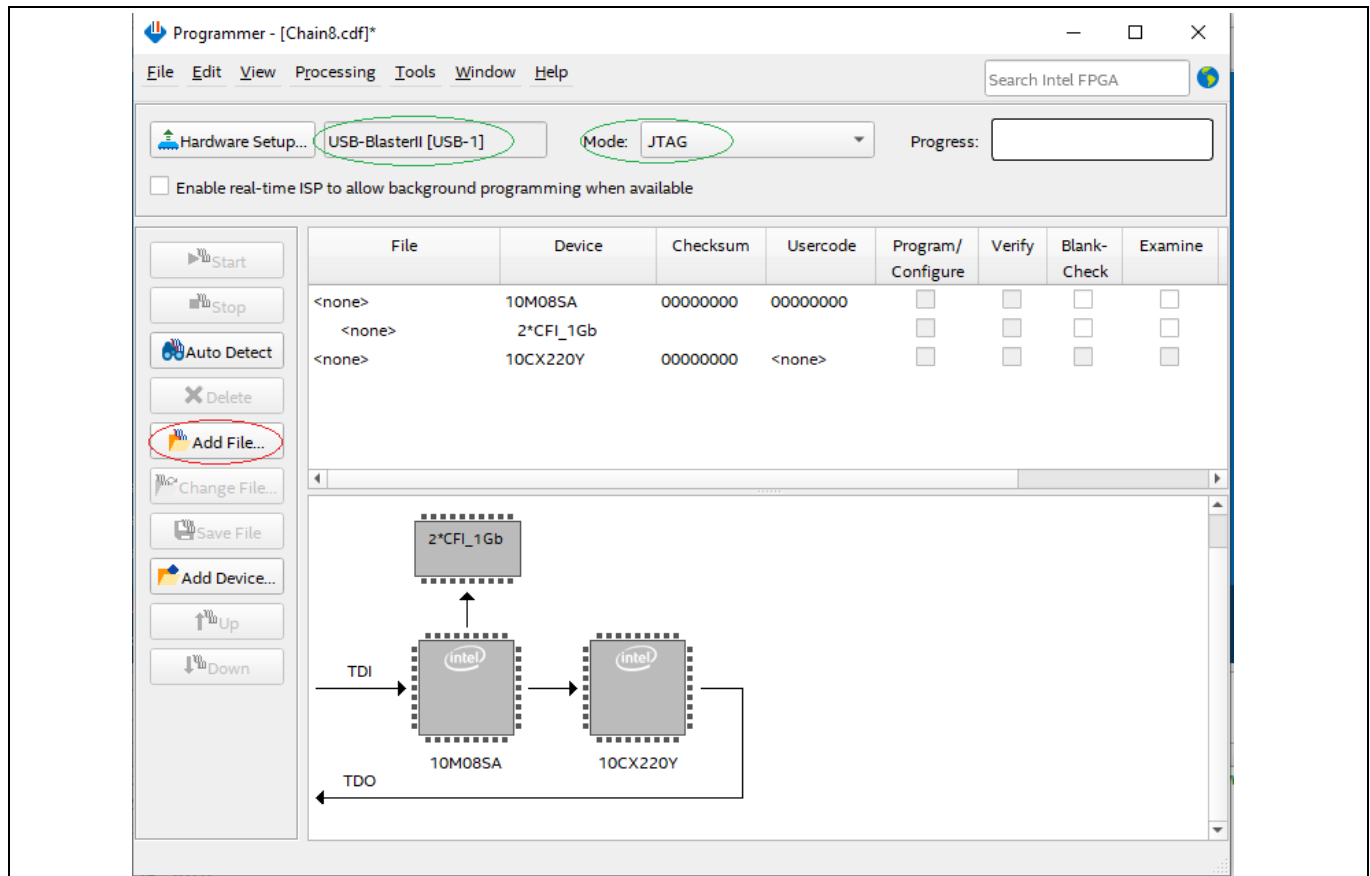 Programmer - [Chain8.cdf]*
File Edit View Processing Tools Window Help
Search Intel FPGA
Hardware Setup... USB-BlasterII [USB-1] Mode: JTAG Progress:
Enable real-time ISP to allow background programming when available
Start
Stop
Auto Detect
Delete
Add File...
Change File...
Save File
Add Device...
Up
Down
File Device Checksum Usercode Program/ Verify Blank- Examine
Configure Check
<none> 10M08SA 00000000 00000000
<none> 2*CFI_1Gb
<none> 10CX220Y 00000000 <none>
2*CFI_1Gb
intel intel
TDI
10M08SA 10CX220Y
TDO